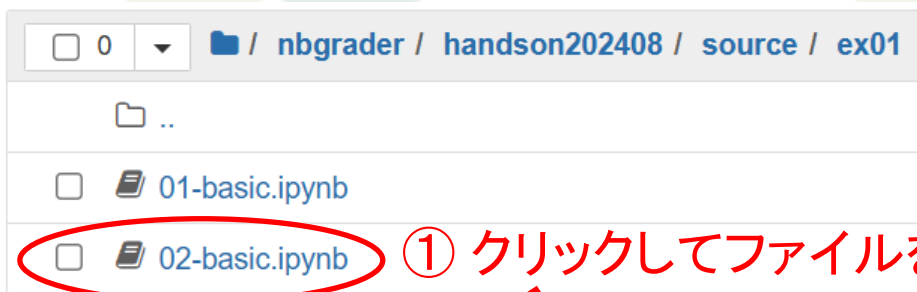 0 / nbgrader / handson202408 / source / ex01
..
01-basic.ipynb
02-basic.ipynb ① クリックしてファイルを